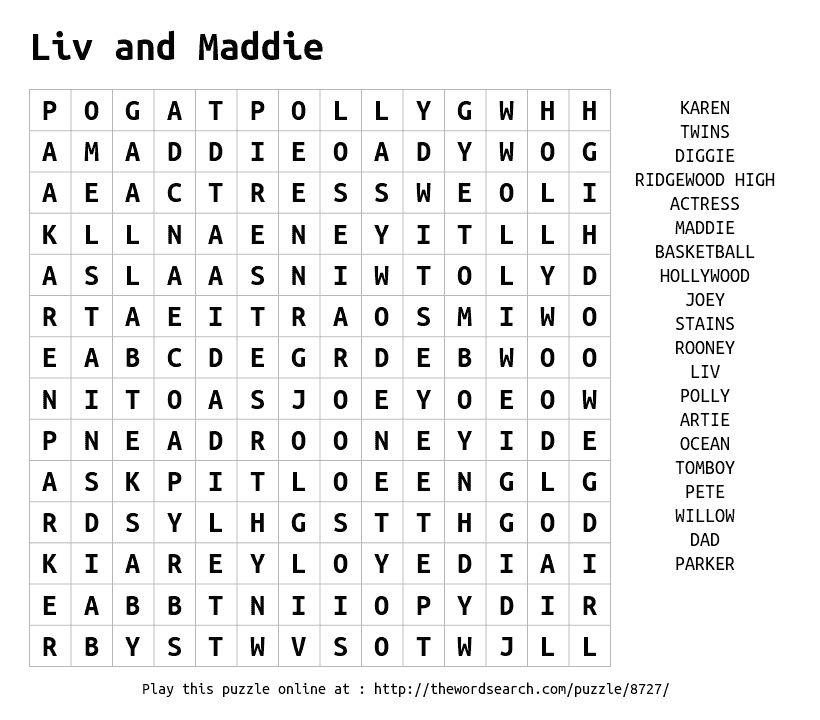 Liv and Maddie
P O G A T P O L L Y G W H H
A M A D D I E O A D Y W O G
A E A C T R E S S W E O L I
K L L N A E N E Y I T L L H
A S L A A S N I W T O L Y D
R T A E I T R A O S M I W O
E A B C D E G R D E B W O O
N I T O A S J O E Y O E O W
P N E A D R O O N E Y I D E
A S K P I T L O E E N G L G
R D S Y L H G S T T H G O D
K I A R E Y L O Y E D I A I
E A B B T N I I O P Y D I R
R B Y S T W V S O T W J L L
KAREN
TWINS
DIGGIE
RIDGEWOOD HIGH
ACTRESS
MADDIE
BASKETBALL
HOLLYWOOD
JOEY
STAINS
ROONEY
LIV
POLLY
ARTIE
OCEAN
TOMBOY
PETE
WILLOW
DAD
PARKER
Play this puzzle online at : http://thewordsearch.com/puzzle/8727/